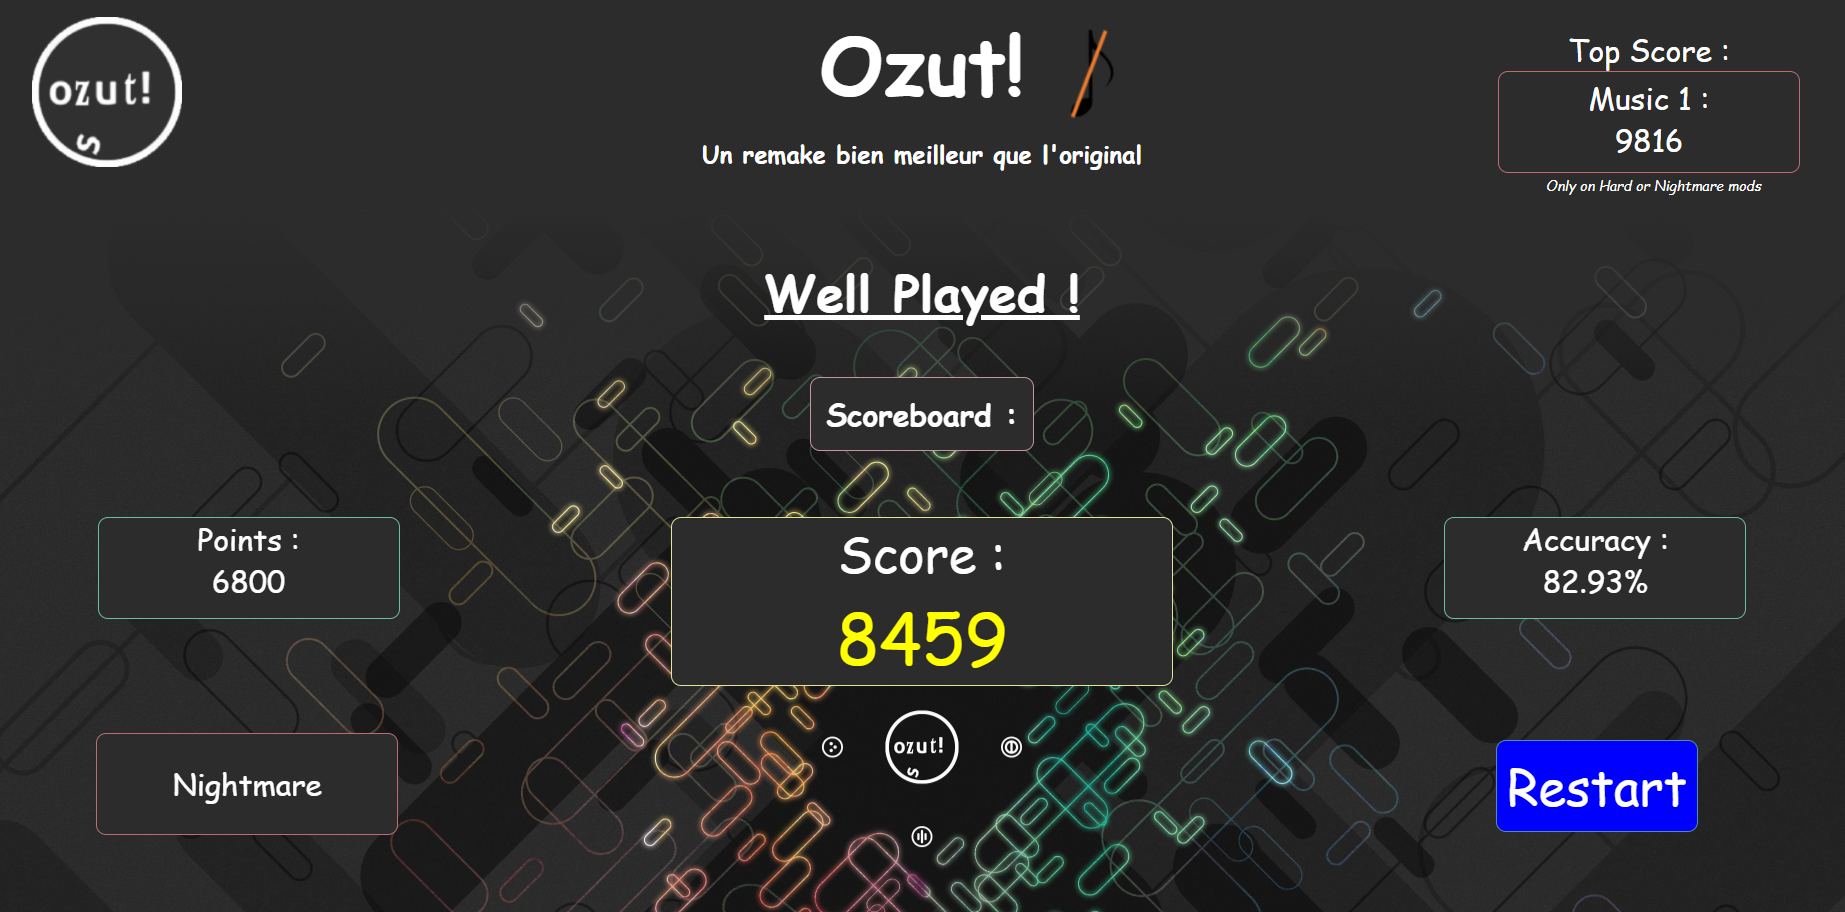 ozut!
s
Ozut!
Un remake bien meilleur que l'original
Top Score :
Music 1 :
9816
Only on Hard or Nightmare mods
Well Played !
Scoreboard :
Points :
6800
Score :
8459
Accuracy :
82.93%
Nightmare
ozut!
s
Restart